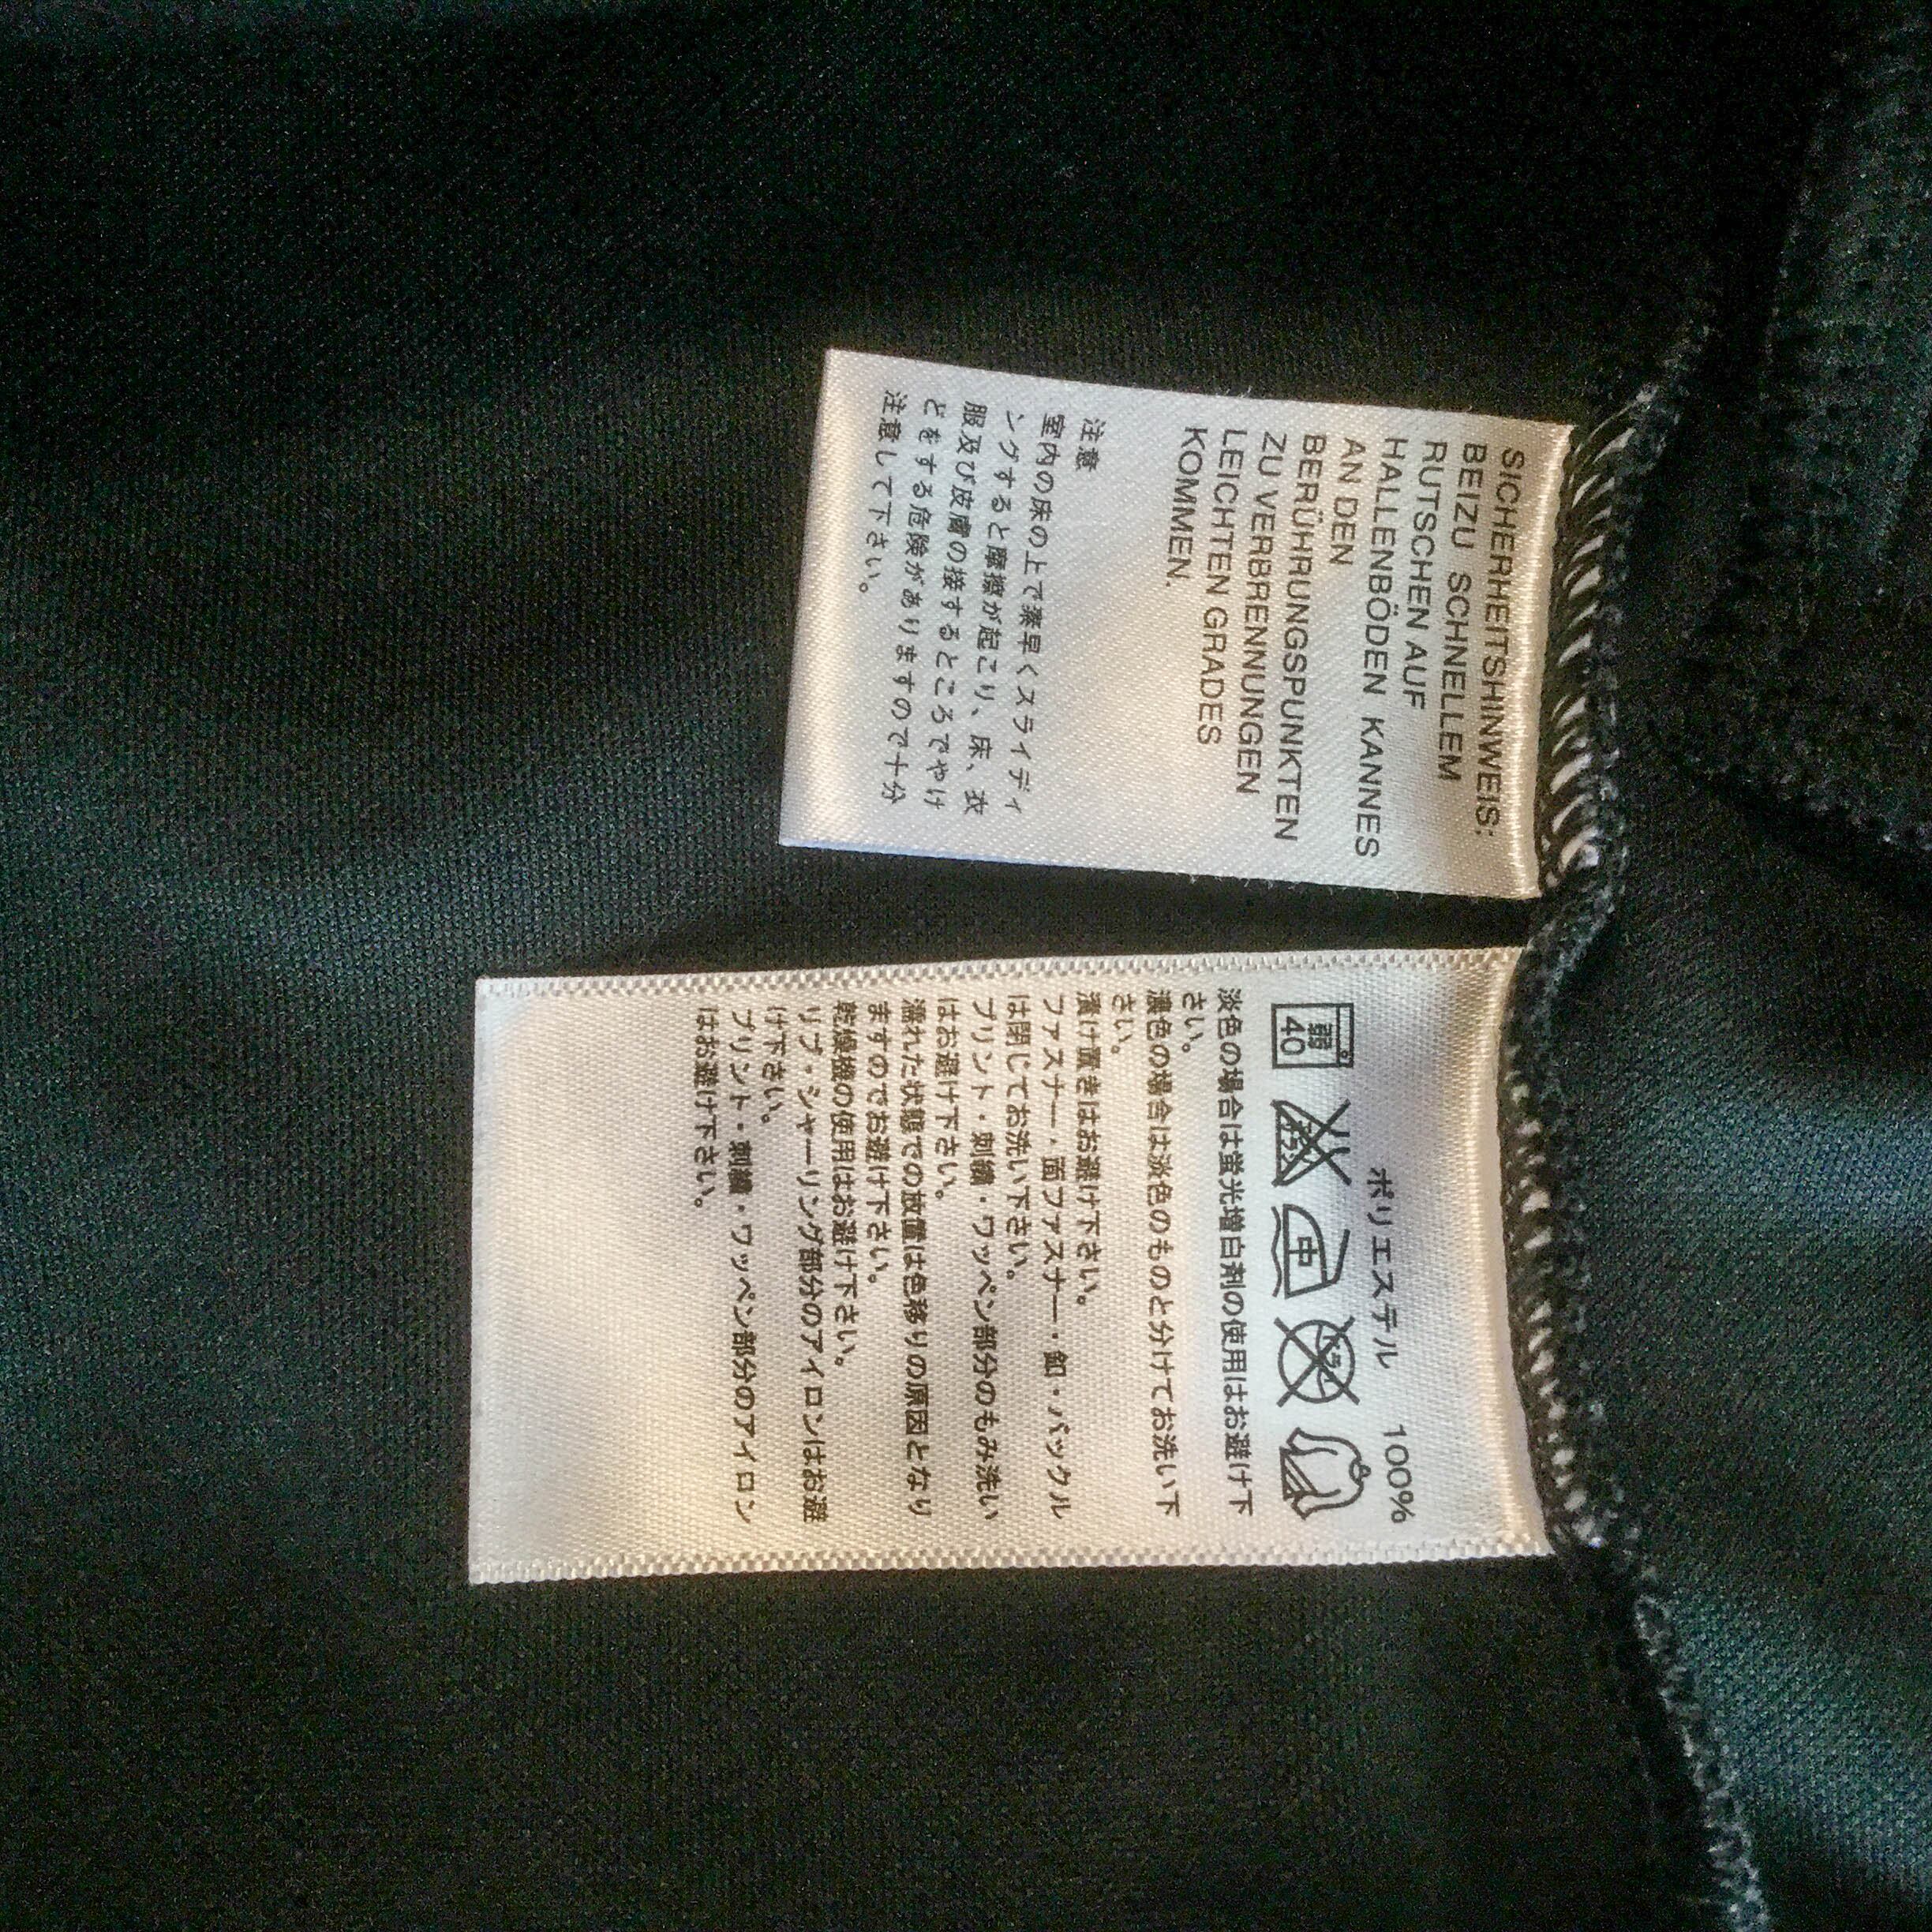 SICHERHEITSHINWEIS:
BEIZU SCHNELLEM
RUTSCHEN AUF
HALLENBÖDEN KANNES
AN DEN
BERÜHRUNGSPUNKTEN
ZU VERBRENNUNGEN
LEICHTEN GRADES
KOMMEN.
注意
室内の床の上で素早くスライディ
ングすると摩擦が起こり、床、衣
服及び皮膚の接するところでやけ
どをする危険がありますので十分
注意して下さい。
ポリエステル 100%
弱
40
エンソ
サラシ
中
ドライ
淡色の場合は蛍光増白剤の使用はお避け下
さい。
濃色の場合は淡色のものと分けてお洗い下
さい。
漬け置きはお避け下さい。
ファスナー・面ファスナー・釦・バックル
は閉じてお洗い下さい。
プリント・刺繍・ワッペン部分のもみ洗い
はお避け下さい。
濡れた状態での放置は色移りの原因となり
ますのでお避け下さい。
乾燥機の使用はお避け下さい。
リブ・シャーリング部分のアイロンはお避
け下さい。
プリント・刺繍・ワッペン部分のアイロン
はお避け下さい。